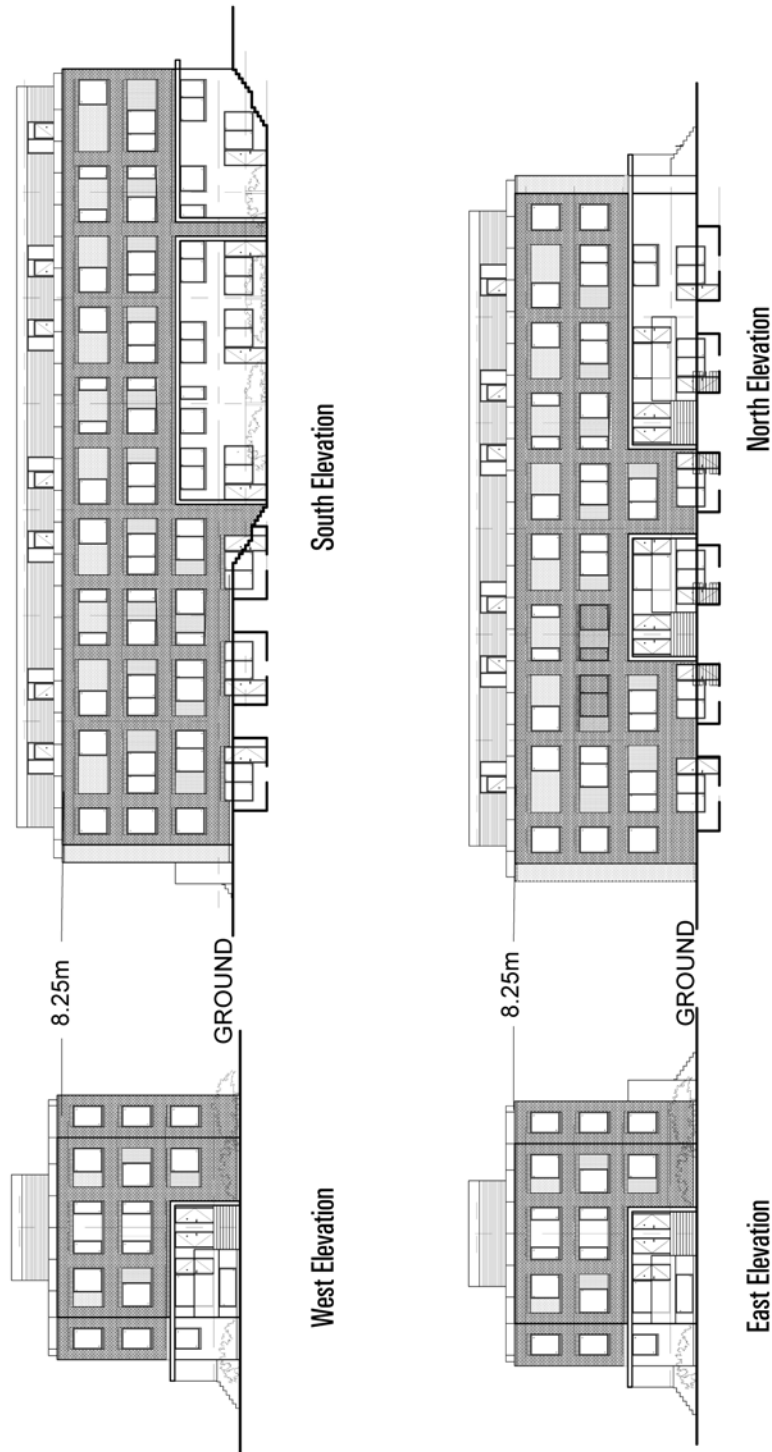 8.25m
GROUND
West Elevation
South Elevation
8.25m
GROUND
East Elevation
North Elevation